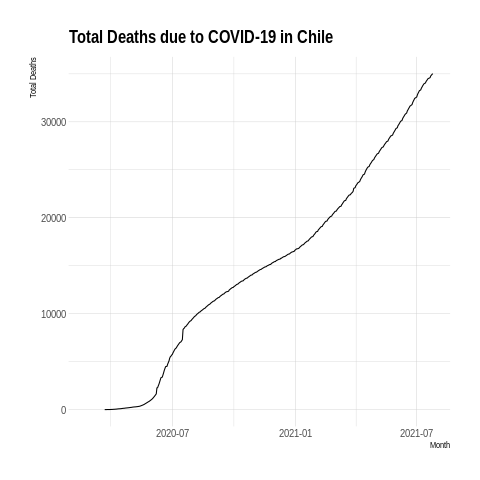 Total Deaths due to COVID-19 in Chile
Total Deaths
30000
20000
10000
0
2020-07 2021-01 2021-07
Month